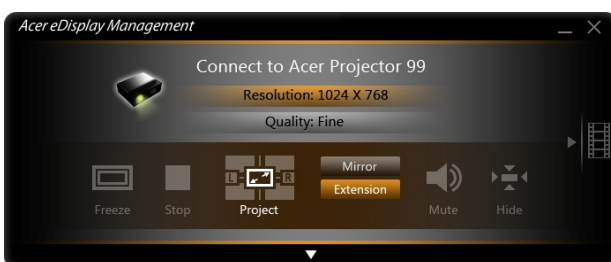 Acer eDisplay Management
Connect to Acer Projector 99
Resolution: 1024 X 768
Quality: Fine
L R
Mirror
Extension
Freeze Stop Project Mute Hide